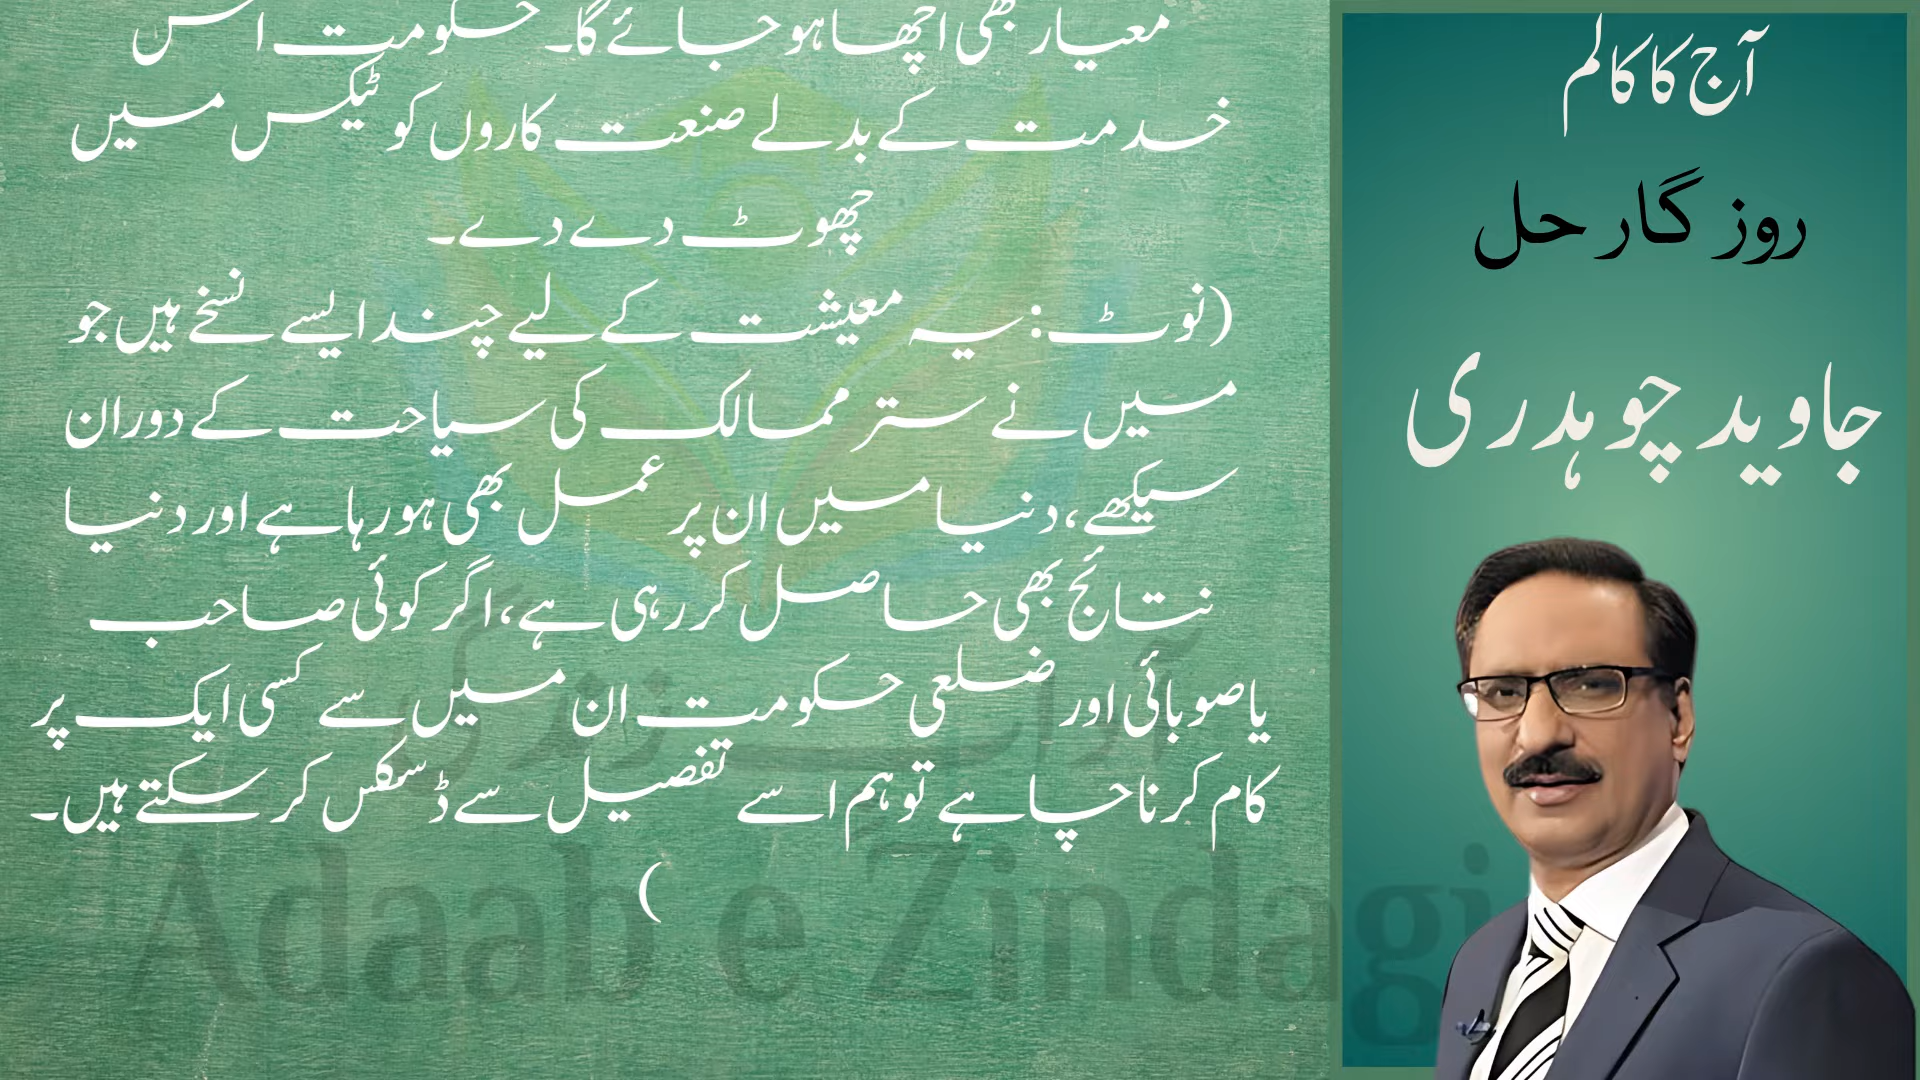 معیار بھی اچھا ہو جائے گا۔ حکومت اس
خدمت کے بدلے صنعت کاروں کو ٹیکس میں
چھوٹ دے دے۔
(نوٹ: یہ معیشت کے لیے چند ایسے نسخے ہیں جو
میں نے ستر ممالک کی سیاحت کے دوران
سیکھے، دنیا میں ان پر عمل بھی ہو رہا ہے اور دنیا
نتائج بھی حاصل کر رہی ہے، اگر کوئی صاحب
یا صوبائی اور ضلعی حکومت ان میں سے کسی ایک پر
کام کرنا چاہے تو ہم اسے تفصیل سے ڈسکس کر سکتے ہیں۔
)
آج کا کالم
روز گار حل
جاوید چوہدری
آداب زندگی
Adaab e Zindagi